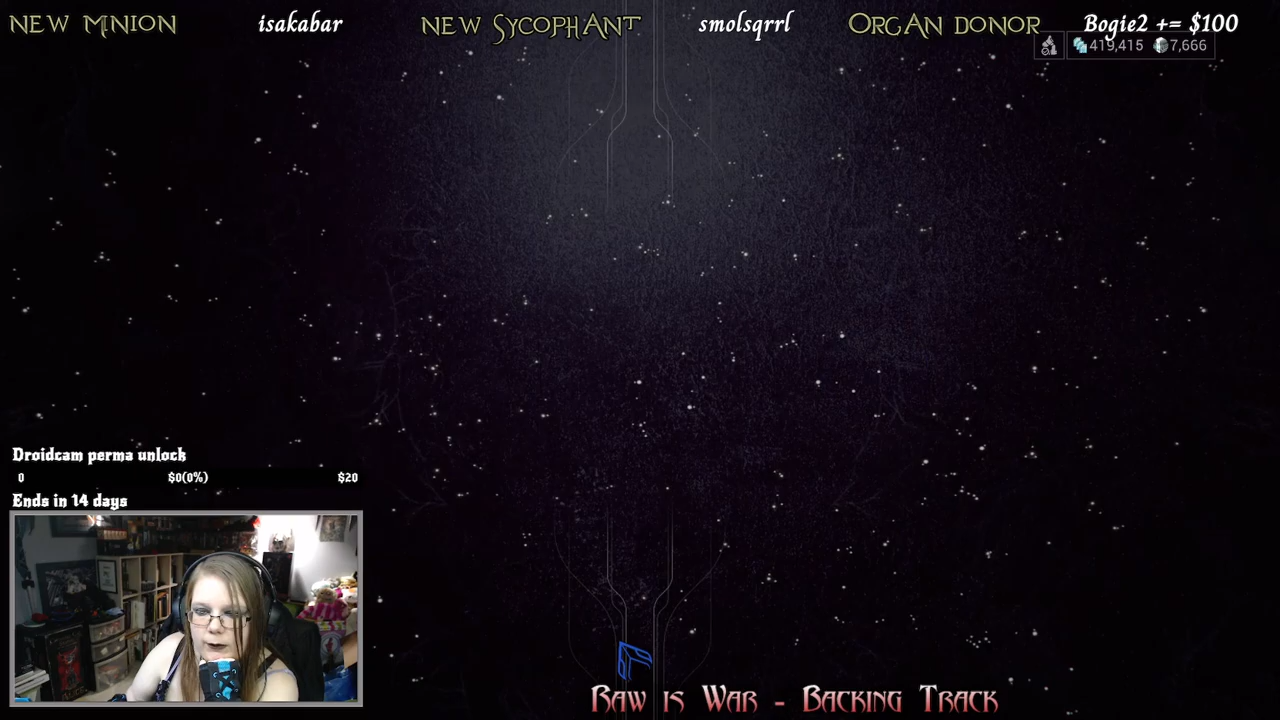 NEW MINION isakabar NEW SYCOPHANT smolsqrrl ORGAN DONOR Bogie2 += $100
419,415 7,666
Droidcam perma unlock
0 $0(0%) $20
Ends in 14 days
Raw is War - Backing Track